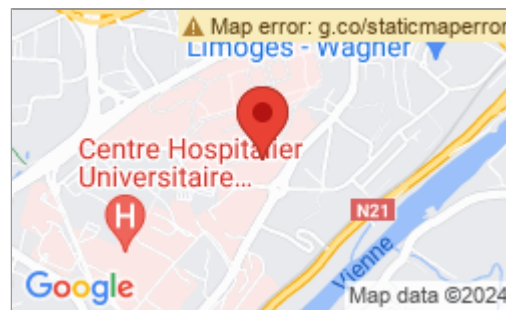 Map error: g.co/staticmaperror
Limoges - Wagner
Centre Hospitalier
Universitaire...
H
N21
Vienne
Google
Map data ©2024